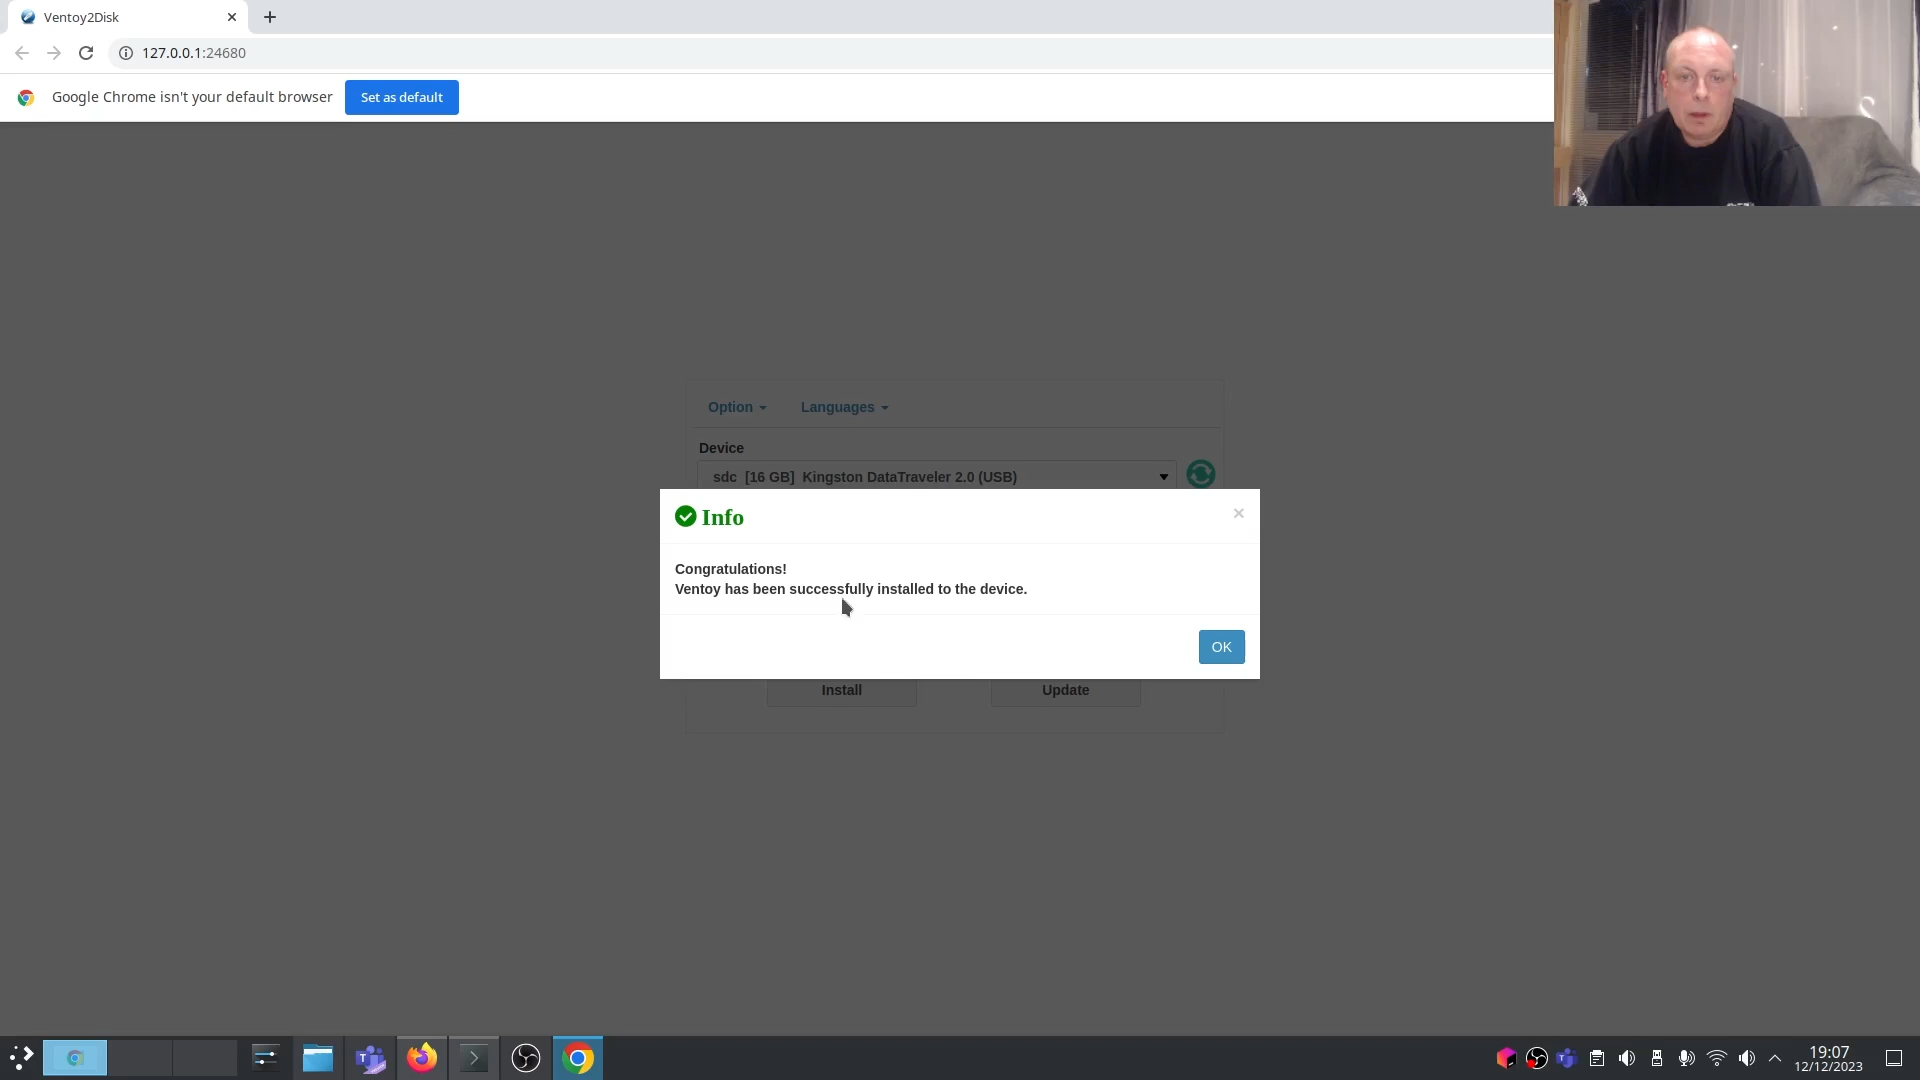 Ventoy2Disk
127.0.0.1:24680
Google Chrome isn't your default browser
Set as default
Option
Languages
Device
sdc [16 GB] Kingston DataTraveler 2.0 (USB)
Info
×
Congratulations!
Ventoy has been successfully installed to the device.
OK
Install
Update
19:07
12/12/2023